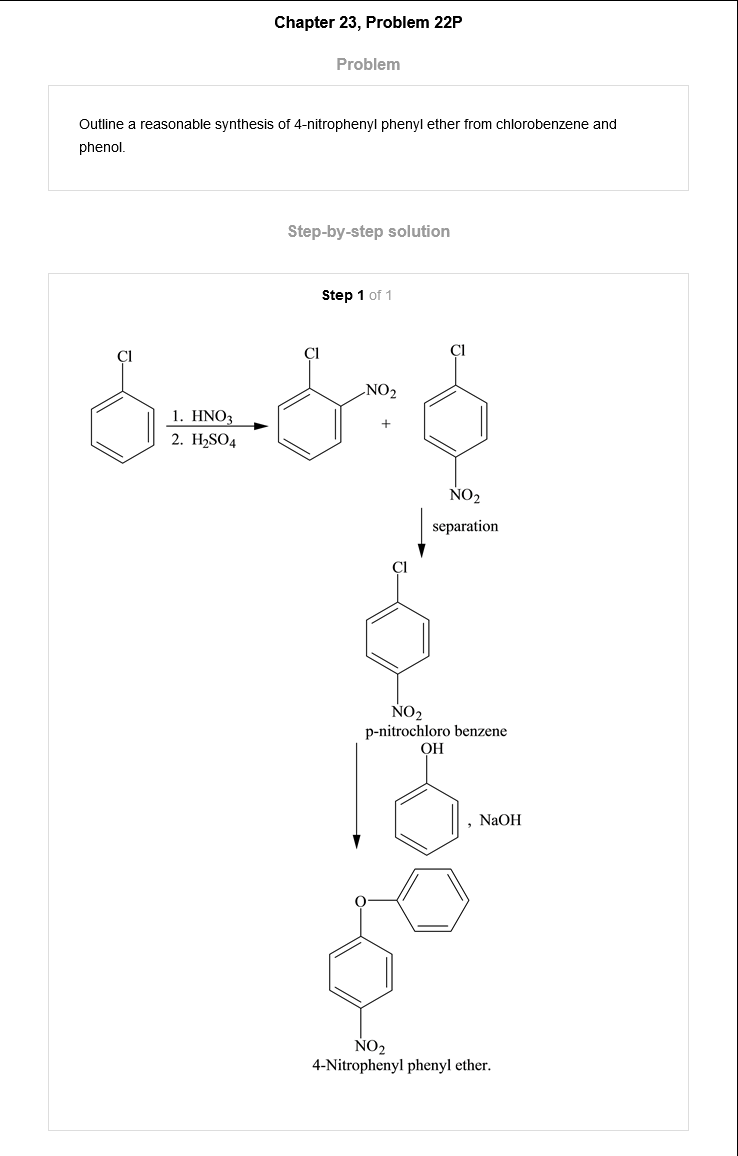 Chapter 23, Problem 22P
Problem
Outline a reasonable synthesis of 4-nitrophenyl phenyl ether from chlorobenzene and
phenol.
Step-by-step solution
Step 1 of 1
Cl
1. HNO3
2. H2SO4
Cl
NO2
+
Cl
NO2
separation
Cl
NO2
p-nitrochloro benzene
OH
, NaOH
O
NO2
4-Nitrophenyl phenyl ether.